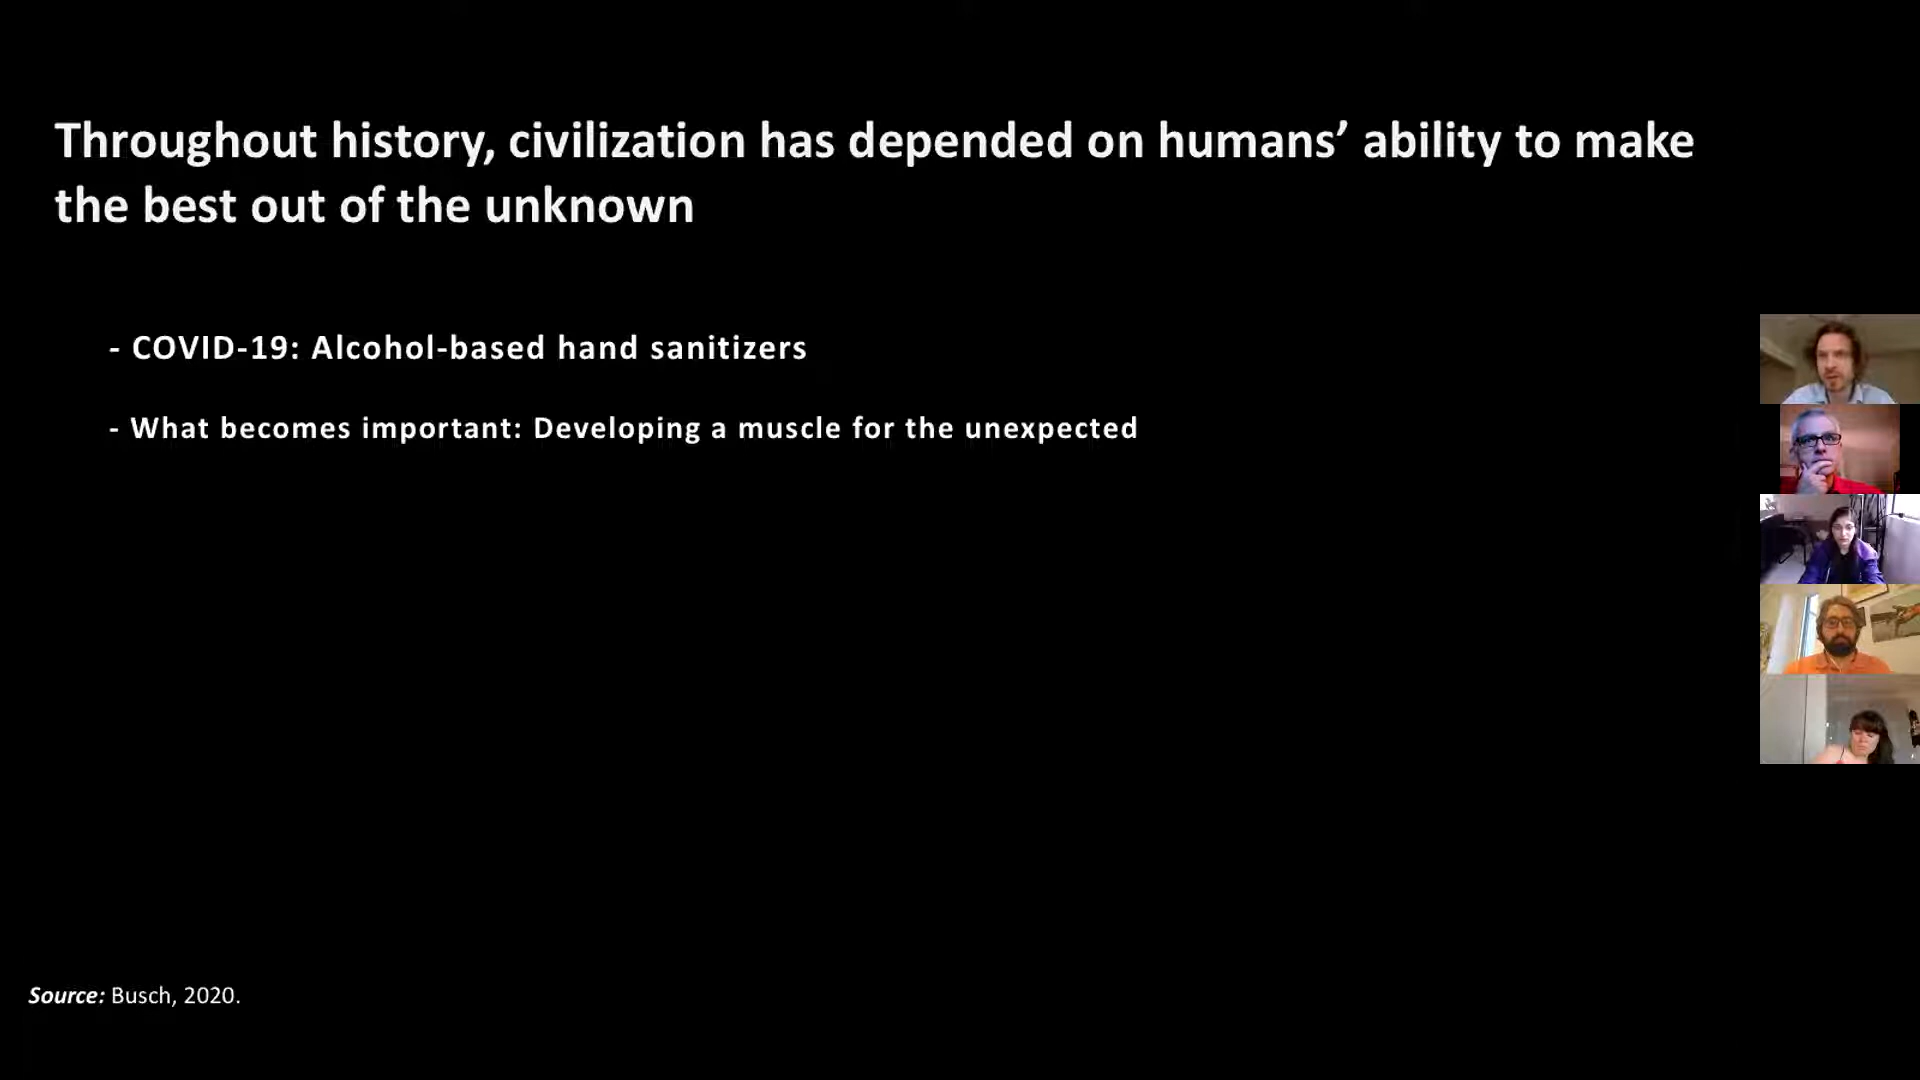 Throughout history, civilization has depended on humans’ ability to make
the best out of the unknown
- COVID-19: Alcohol-based hand sanitizers
- What becomes important: Developing a muscle for the unexpected
Source: Busch, 2020.